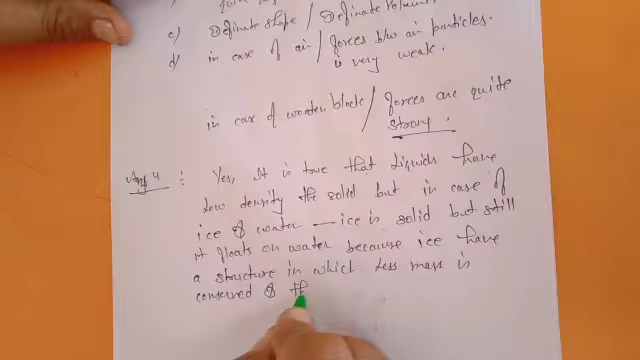 c) Definate shape / Definate volume.
d) in case of air / forces b/w air particles.
is very weak.
in case of wooden block / forces are quite
strong.
Ans 4 : Yes, It is true that Liquids have
Low density the solid but in case of
ice & water — ice is solid but still
it floats on water because ice have
a structure in which Less mass is